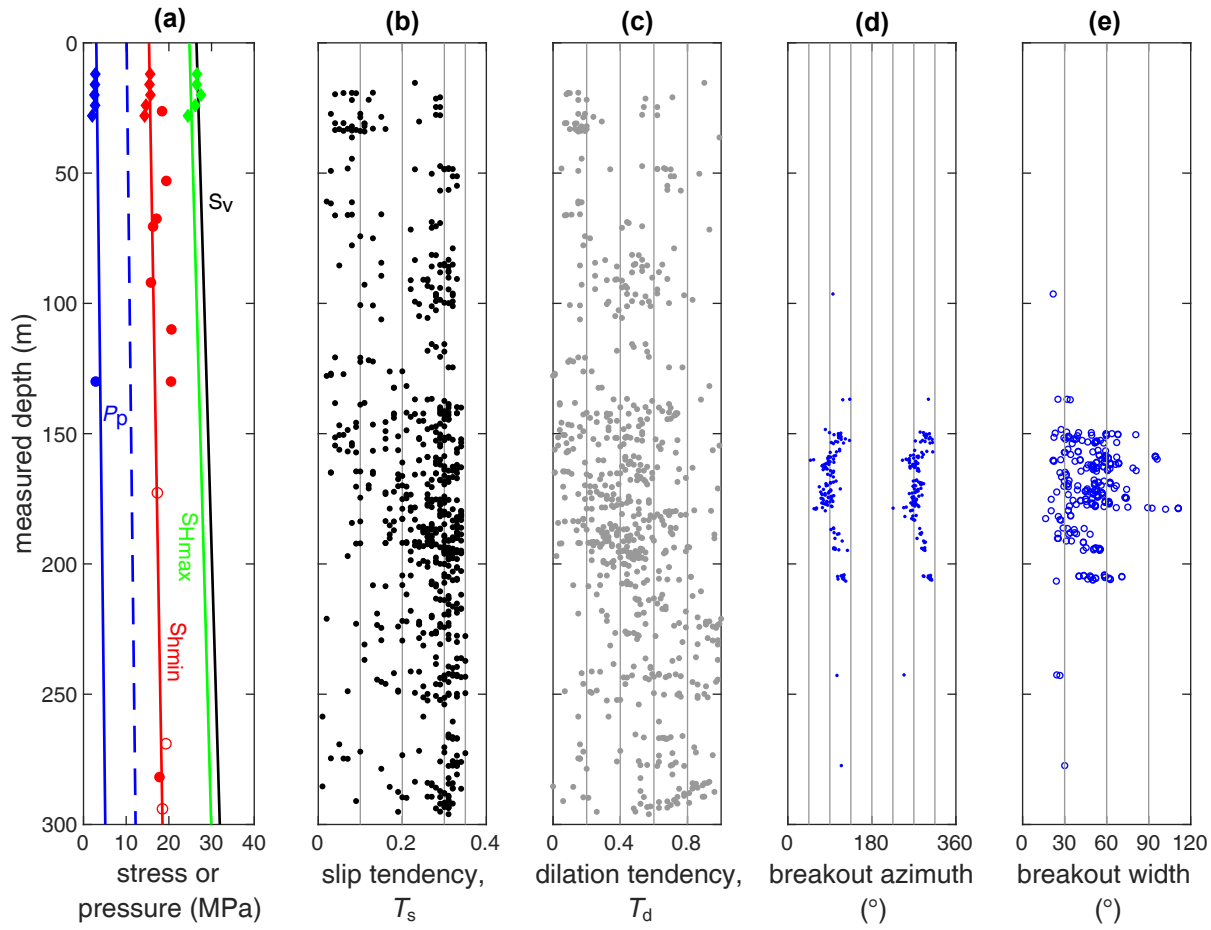 (a)
(b)
(c)
(d)
(e)
0
50
100
150
200
250
300
measured depth (m)
Sv
Pp
SHmax
Shmin
0 10 20 30 40
0 0.2 0.4
0 0.4 0.8
0 180 360
0 30 60 90 120
stress or
pressure (MPa)
slip tendency,
Ts
dilation tendency,
Td
breakout azimuth
(°)
breakout width
(°)